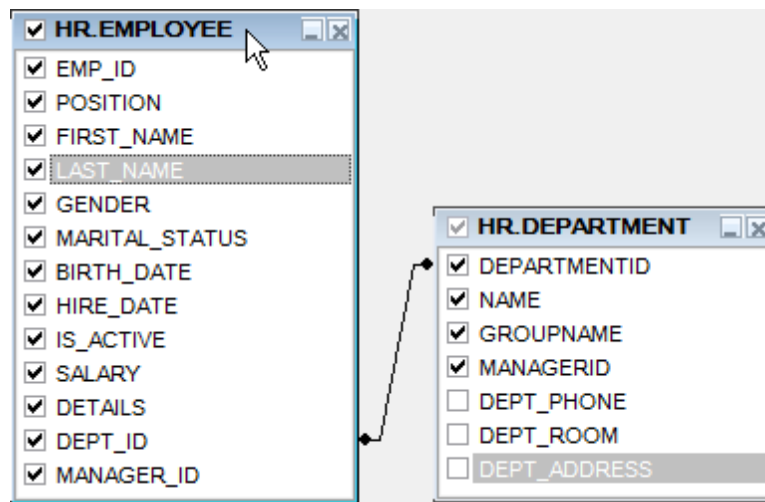 HR.EMPLOYEE
EMP_ID
POSITION
FIRST_NAME
LAST_NAME
GENDER
MARITAL_STATUS
BIRTH_DATE
HIRE_DATE
IS_ACTIVE
SALARY
DETAILS
DEPT_ID
MANAGER_ID
HR.DEPARTMENT
DEPARTMENTID
NAME
GROUPNAME
MANAGERID
DEPT_PHONE
DEPT_ROOM
DEPT_ADDRESS